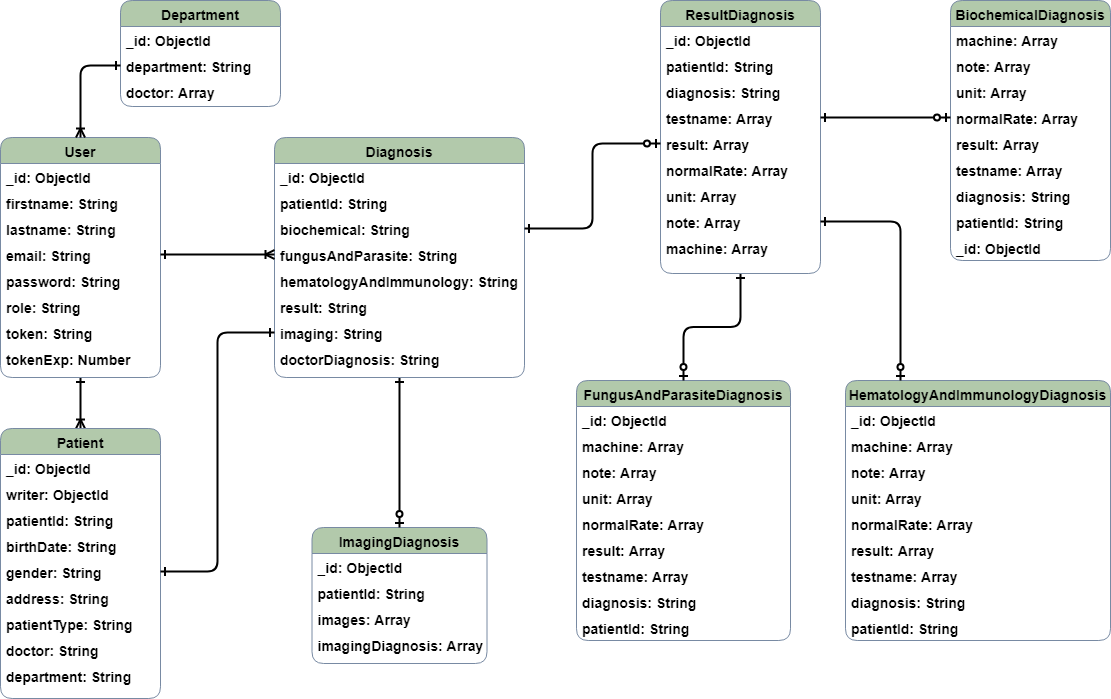 Department
_id: ObjectId
department: String
doctor: Array
User
_id: ObjectId
firstname: String
lastname: String
email: String
password: String
role: String
token: String
tokenExp: Number
Patient
_id: ObjectId
writer: ObjectId
patientId: String
birthDate: String
gender: String
address: String
patientType: String
doctor: String
department: String
Diagnosis
_id: ObjectId
patientId: String
biochemical: String
fungusAndParasite: String
hematologyAndImmunology: String
result: String
imaging: String
doctorDiagnosis: String
ImagingDiagnosis
_id: ObjectId
patientId: String
images: Array
imagingDiagnosis: Array
ResultDiagnosis
_id: ObjectId
patientId: String
diagnosis: String
testname: Array
result: Array
normalRate: Array
unit: Array
note: Array
machine: Array
BiochemicalDiagnosis
machine: Array
note: Array
unit: Array
normalRate: Array
result: Array
testname: Array
diagnosis: String
patientId: String
_id: ObjectId
FungusAndParasiteDiagnosis
_id: ObjectId
machine: Array
note: Array
unit: Array
normalRate: Array
result: Array
testname: Array
diagnosis: String
patientId: String
HematologyAndImmunologyDiagnosis
_id: ObjectId
machine: Array
note: Array
unit: Array
normalRate: Array
result: Array
testname: Array
diagnosis: String
patientId: String